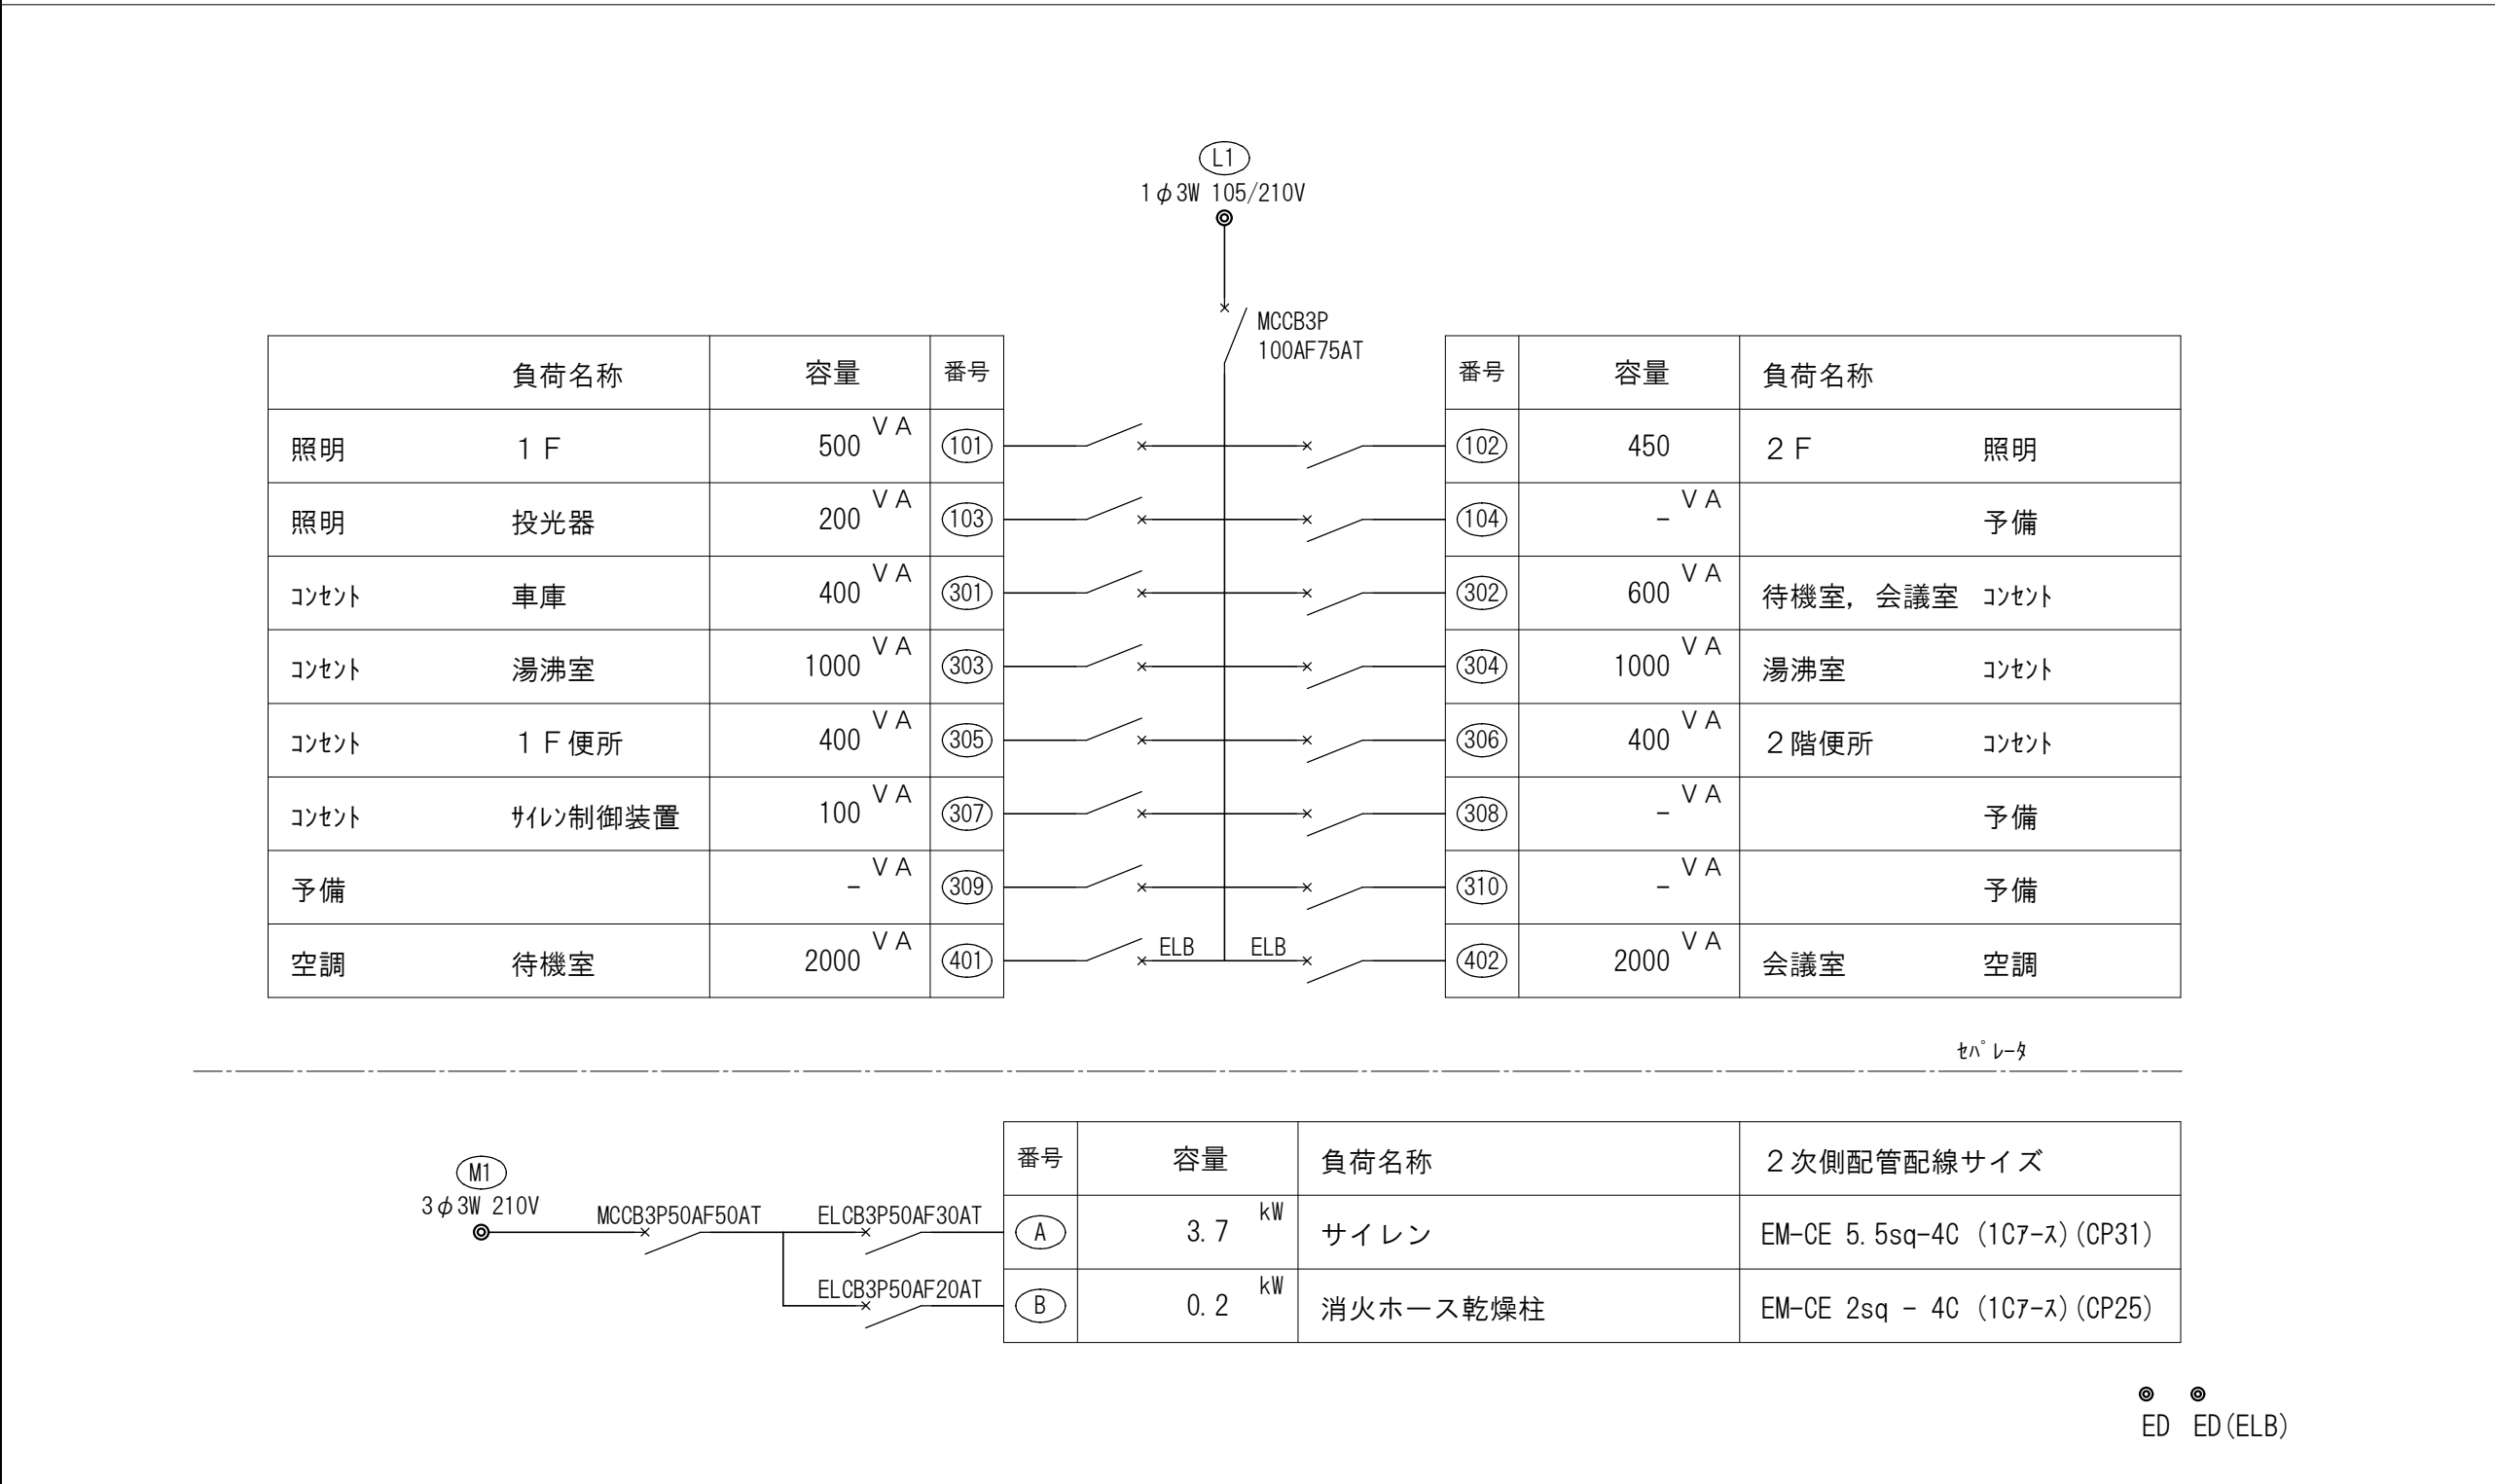 L1
1φ3W 105/210V
MCCB3P
100AF75AT
負荷名称 容量 番号 番号 容量 負荷名称
照明 1F 500 VA 101 102 450 2F 照明
照明 投光器 200 VA 103 104 - VA 予備
ｺﾝｾﾝﾄ 車庫 400 VA 301 302 600 VA 待機室，会議室 ｺﾝｾﾝﾄ
ｺﾝｾﾝﾄ 湯沸室 1000 VA 303 304 1000 VA 湯沸室 ｺﾝｾﾝﾄ
ｺﾝｾﾝﾄ 1F便所 400 VA 305 306 400 VA 2階便所 ｺﾝｾﾝﾄ
ｺﾝｾﾝﾄ ｻｲﾚﾝ制御装置 100 VA 307 308 - VA 予備
予備 - VA 309 310 - VA 予備
空調 待機室 2000 VA 401 ELB ELB 402 2000 VA 会議室 空調
ｾﾊﾟﾚｰﾀ
番号 容量 負荷名称 2次側配管配線サイズ
M1
3φ3W 210V
MCCB3P50AF50AT ELCB3P50AF30AT A 3.7 kW サイレン EM-CE 5.5sq-4C (1Cｱｰｽ)(CP31)
ELCB3P50AF20AT B 0.2 kW 消火ホース乾燥柱 EM-CE 2sq - 4C (1Cｱｰｽ)(CP25)
ED ED(ELB)